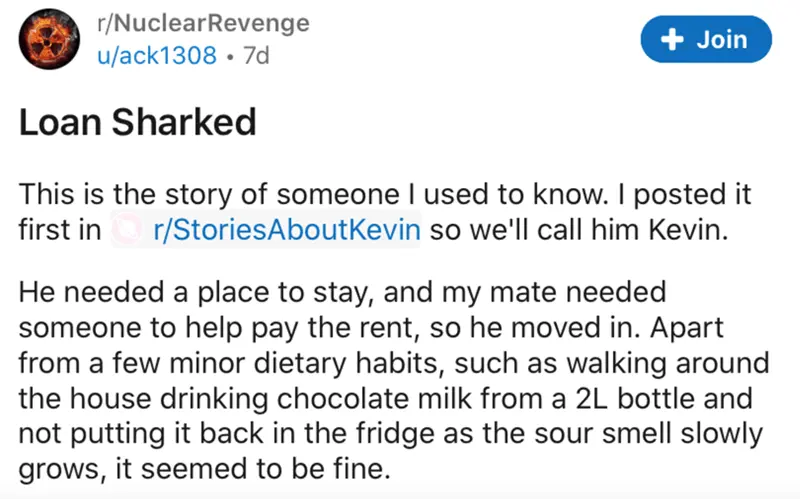 r/NuclearRevenge
u/ack1308 • 7d
Join
Loan Sharked
This is the story of someone I used to know. I posted it
first in r/StoriesAboutKevin so we'll call him Kevin.
He needed a place to stay, and my mate needed
someone to help pay the rent, so he moved in. Apart
from a few minor dietary habits, such as walking around
the house drinking chocolate milk from a 2L bottle and
not putting it back in the fridge as the sour smell slowly
grows, it seemed to be fine.